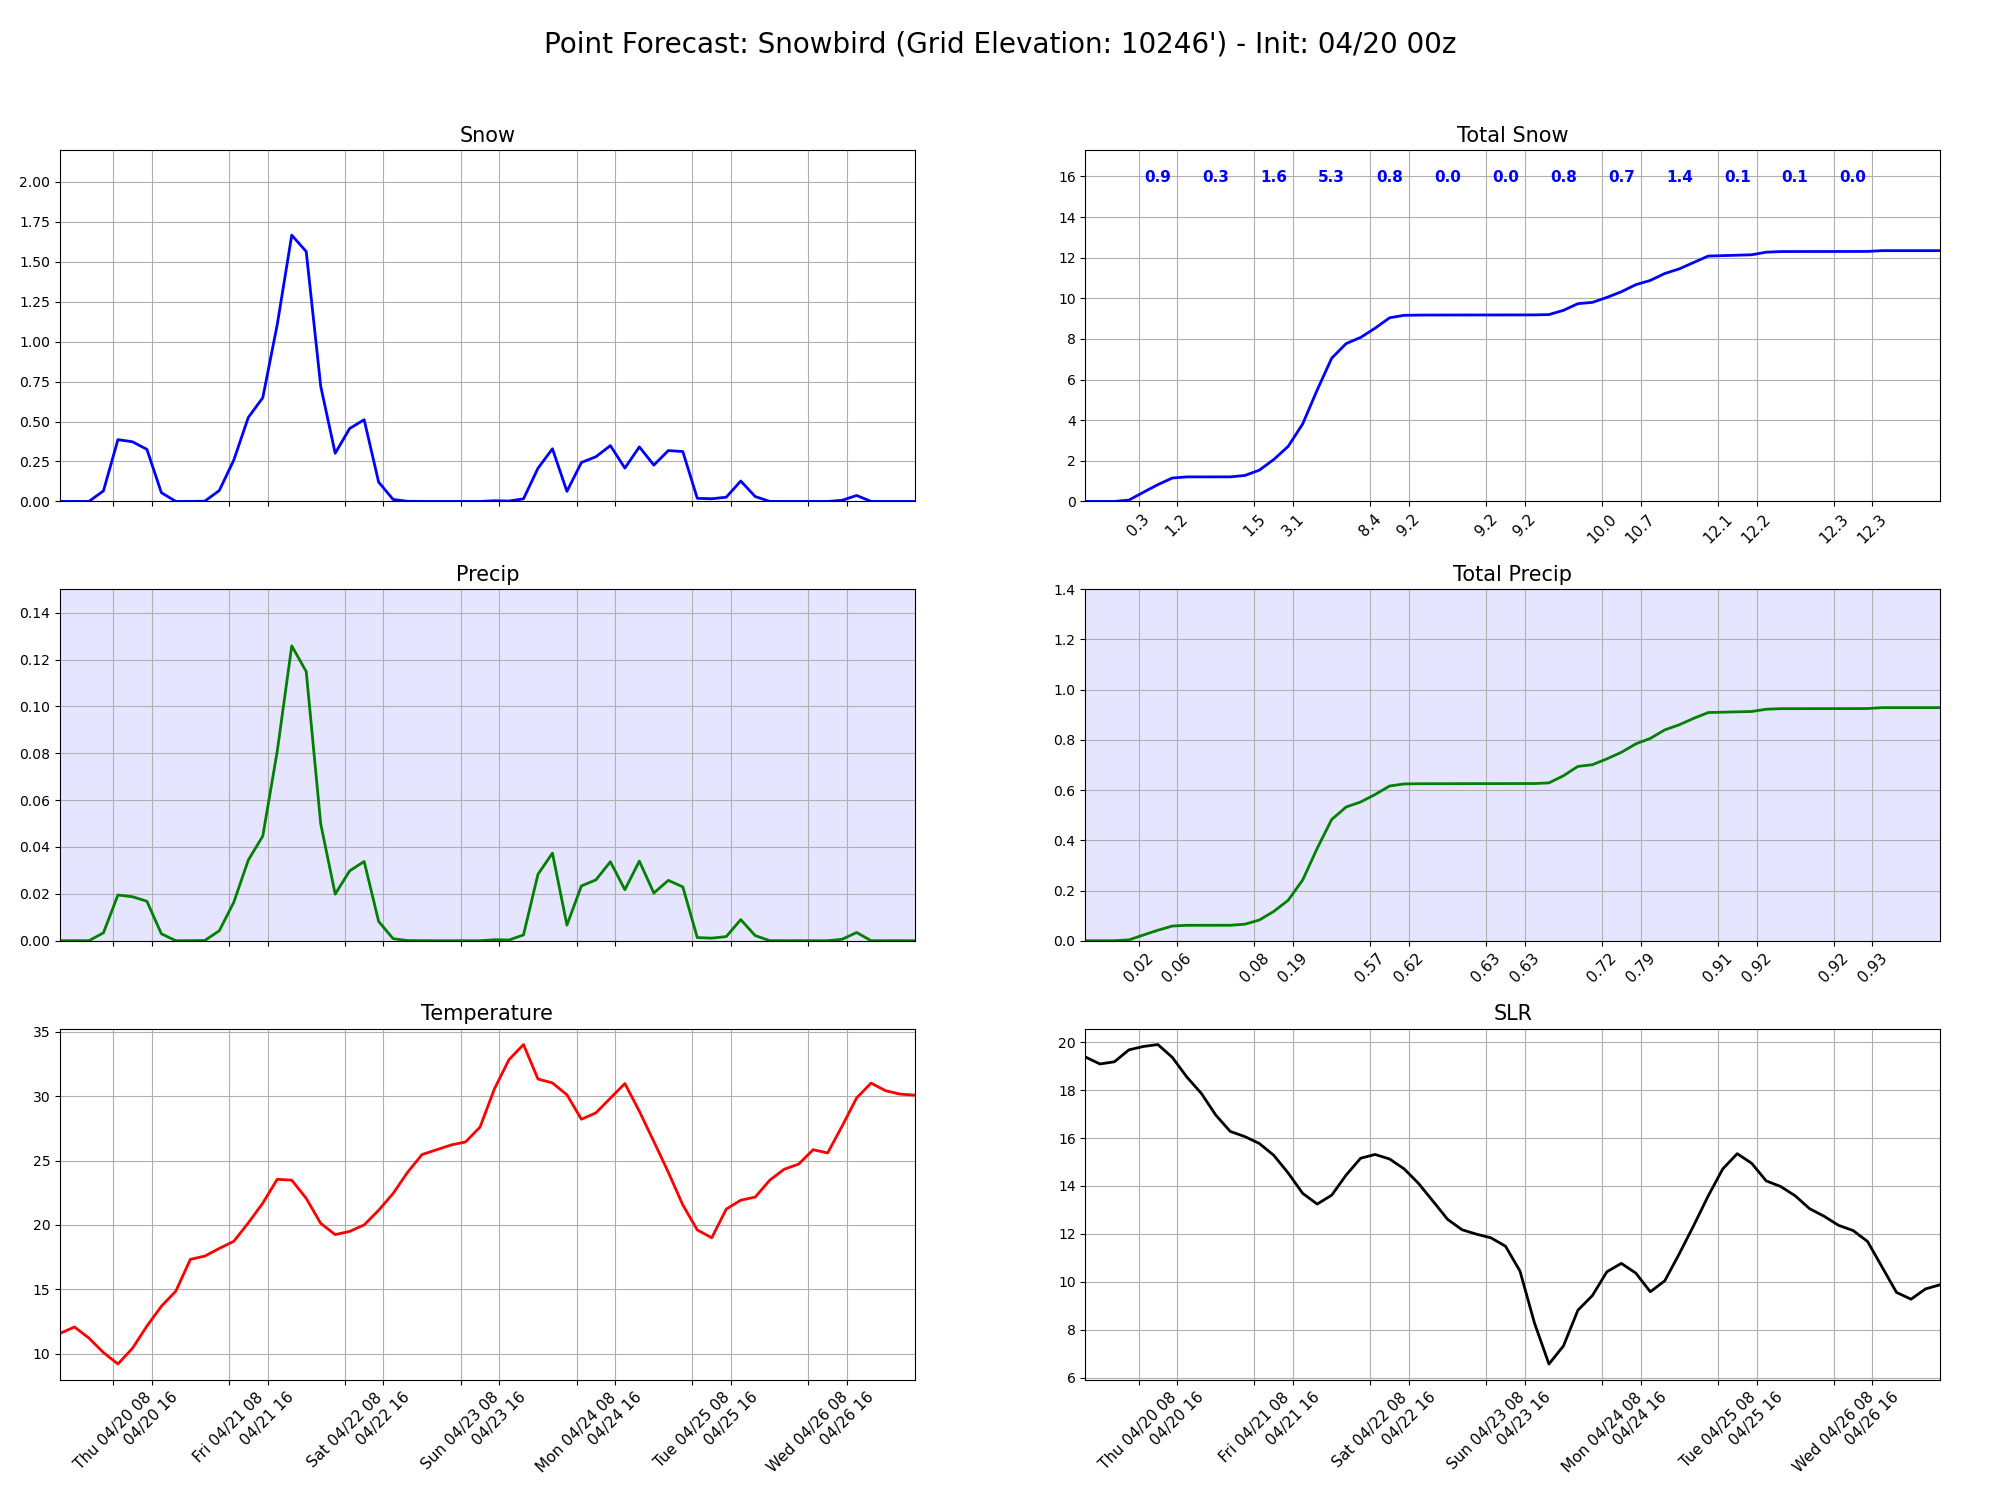 Point Forecast: Snowbird (Grid Elevation: 10246') - Init: 04/20 00z
Snow
2.00
1.75
1.50
1.25
1.00
0.75
0.50
0.25
0.00
Total Snow
0.9 0.3 1.6 5.3 0.8 0.0 0.0 0.8 0.7 1.4 0.1 0.1 0.0
16
14
12
10
8
6
4
2
0
0.3 1.2 1.5 3.1 8.4 9.2 9.2 9.2 10.0 10.7 12.1 12.2 12.3 12.3
Precip
0.14
0.12
0.10
0.08
0.06
0.04
0.02
0.00
Total Precip
1.4
1.2
1.0
0.8
0.6
0.4
0.2
0.0
0.02 0.06 0.08 0.19 0.57 0.62 0.63 0.63 0.72 0.79 0.91 0.92 0.92 0.93
Temperature
35
30
25
20
15
10
Thu 04/20 08
04/20 16
Fri 04/21 08
04/21 16
Sat 04/22 08
04/22 16
Sun 04/23 08
04/23 16
Mon 04/24 08
04/24 16
Tue 04/25 08
04/25 16
Wed 04/26 08
04/26 16
SLR
20
18
16
14
12
10
8
6
Thu 04/20 08
04/20 16
Fri 04/21 08
04/21 16
Sat 04/22 08
04/22 16
Sun 04/23 08
04/23 16
Mon 04/24 08
04/24 16
Tue 04/25 08
04/25 16
Wed 04/26 08
04/26 16